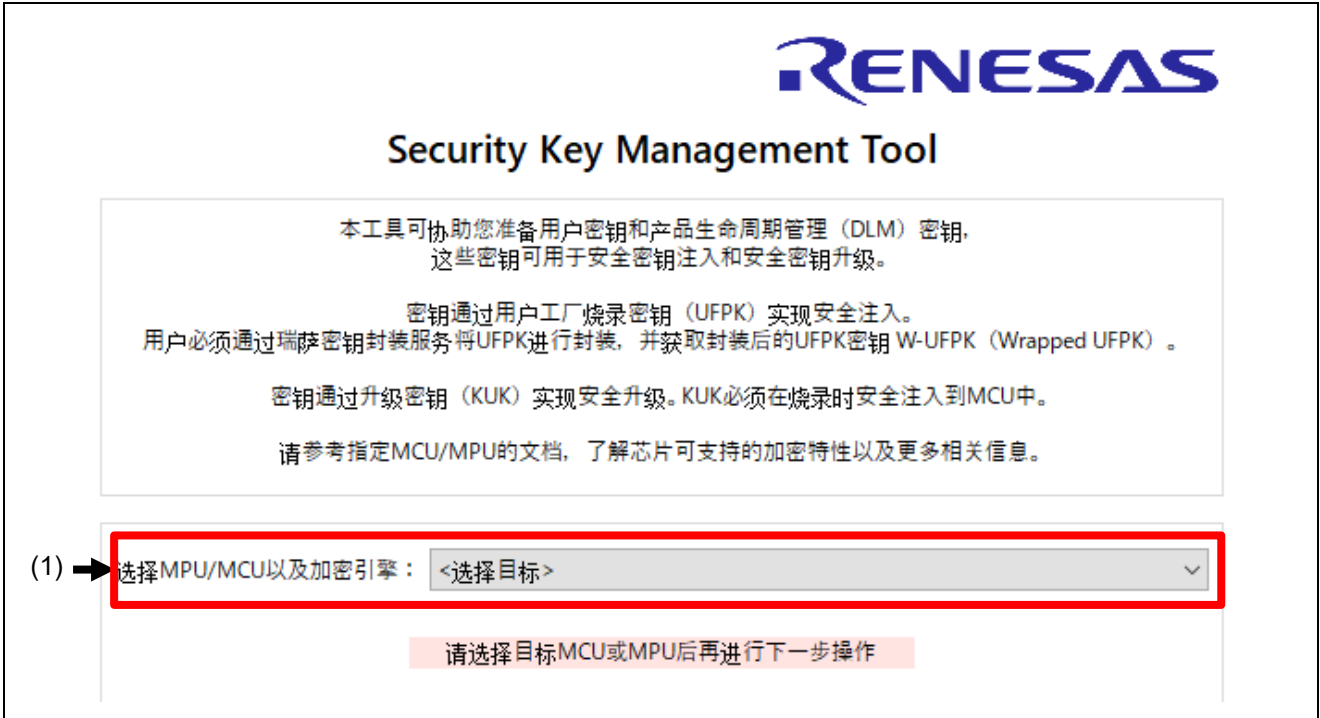 RENESAS
Security Key Management Tool
本工具可协助您准备用户密钥和产品生命周期管理（DLM）密钥,
这些密钥可用于安全密钥注入和安全密钥升级。
密钥通过用户工厂烧录密钥（UFPK）实现安全注入。
用户必须通过瑞萨密钥封装服务将UFPK进行封装，并获取封装后的UFPK密钥 W-UFPK（Wrapped UFPK）。
密钥通过升级密钥（KUK）实现安全升级。KUK必须在烧录时安全注入到MCU中。
请参考指定MCU/MPU的文档，了解芯片可支持的加密特性以及更多相关信息。
(1)
选择MPU/MCU以及加密引擎： <选择目标>
请选择目标MCU或MPU后再进行下一步操作